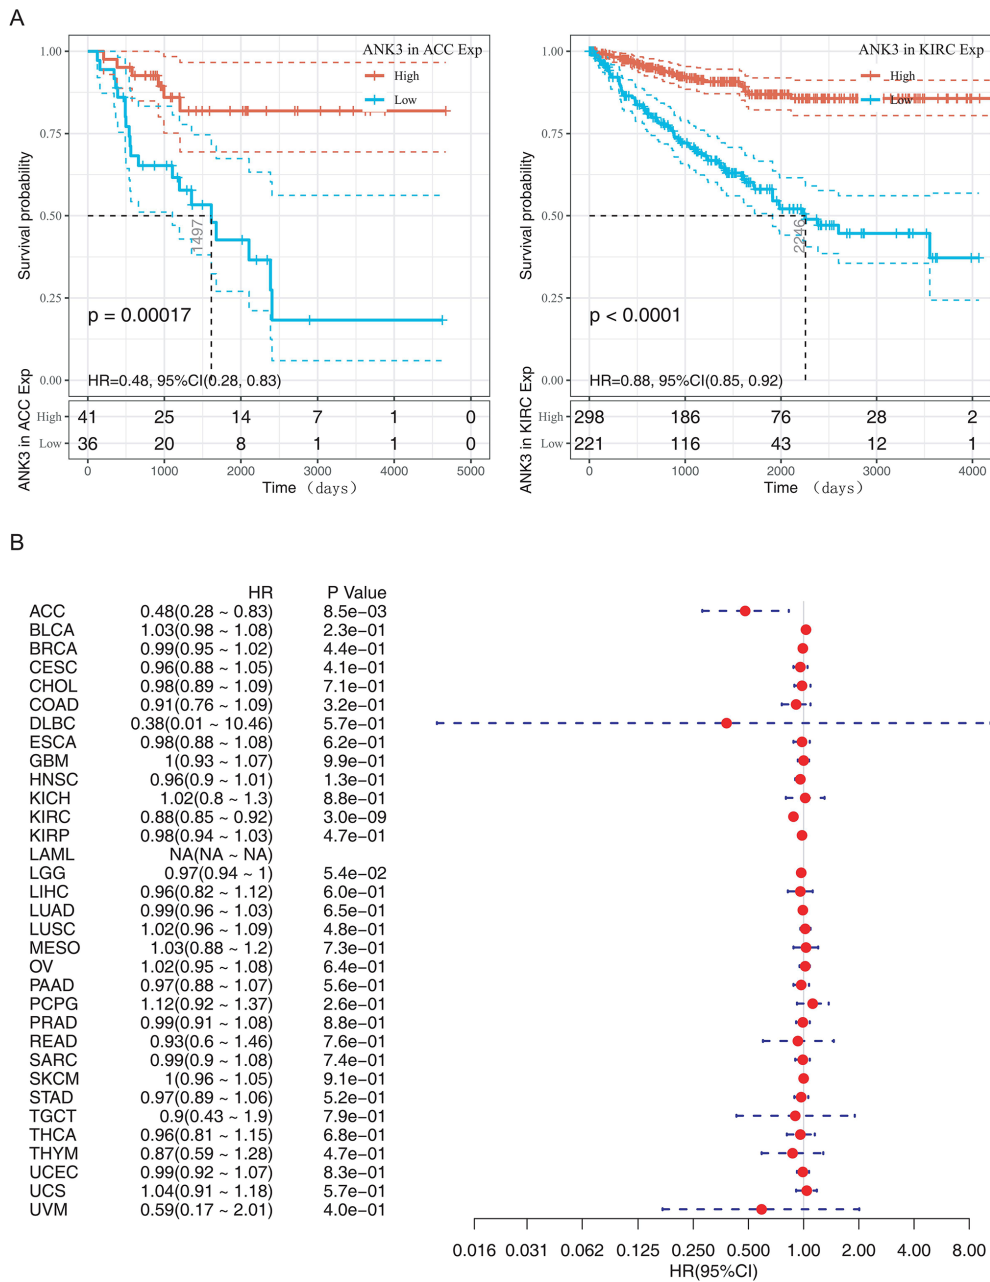 A
ANK3 in ACC Exp
High
Low
Survival probability
1.00
0.75
0.50
0.25
0.00
1497
p = 0.00017
HR=0.48, 95%CI(0.28, 0.83)
ANK3 in ACC Exp
High 41 25 14 7 1 0
Low 36 20 8 1 1 0
0 1000 2000 3000 4000 5000
Time (days)
ANK3 in KIRC Exp
High
Low
Survival probability
1.00
0.75
0.50
0.25
0.00
2246
p < 0.0001
HR=0.88, 95%CI(0.85, 0.92)
ANK3 in KIRC Exp
High 298 186 76 28 2
Low 221 116 43 12 1
0 1000 2000 3000 4000
Time (days)
B
HR P Value
ACC 0.48(0.28 ~ 0.83) 8.5e−03
BLCA 1.03(0.98 ~ 1.08) 2.3e−01
BRCA 0.99(0.95 ~ 1.02) 4.4e−01
CESC 0.96(0.88 ~ 1.05) 4.1e−01
CHOL 0.98(0.89 ~ 1.09) 7.1e−01
COAD 0.91(0.76 ~ 1.09) 3.2e−01
DLBC 0.38(0.01 ~ 10.46) 5.7e−01
ESCA 0.98(0.88 ~ 1.08) 6.2e−01
GBM 1(0.93 ~ 1.07) 9.9e−01
HNSC 0.96(0.9 ~ 1.01) 1.3e−01
KICH 1.02(0.8 ~ 1.3) 8.8e−01
KIRC 0.88(0.85 ~ 0.92) 3.0e−09
KIRP 0.98(0.94 ~ 1.03) 4.7e−01
LAML NA(NA ~ NA)
LGG 0.97(0.94 ~ 1) 5.4e−02
LIHC 0.96(0.82 ~ 1.12) 6.0e−01
LUAD 0.99(0.96 ~ 1.03) 6.5e−01
LUSC 1.02(0.96 ~ 1.09) 4.8e−01
MESO 1.03(0.88 ~ 1.2) 7.3e−01
OV 1.02(0.95 ~ 1.08) 6.4e−01
PAAD 0.97(0.88 ~ 1.07) 5.6e−01
PCPG 1.12(0.92 ~ 1.37) 2.6e−01
PRAD 0.99(0.91 ~ 1.08) 8.8e−01
READ 0.93(0.6 ~ 1.46) 7.6e−01
SARC 0.99(0.9 ~ 1.08) 7.4e−01
SKCM 1(0.96 ~ 1.05) 9.1e−01
STAD 0.97(0.89 ~ 1.06) 5.2e−01
TGCT 0.9(0.43 ~ 1.9) 7.9e−01
THCA 0.96(0.81 ~ 1.15) 6.8e−01
THYM 0.87(0.59 ~ 1.28) 4.7e−01
UCEC 0.99(0.92 ~ 1.07) 8.3e−01
UCS 1.04(0.91 ~ 1.18) 5.7e−01
UVM 0.59(0.17 ~ 2.01) 4.0e−01
0.016 0.031 0.062 0.125 0.250 0.500 1.00 2.00 4.00 8.00
HR(95%CI)